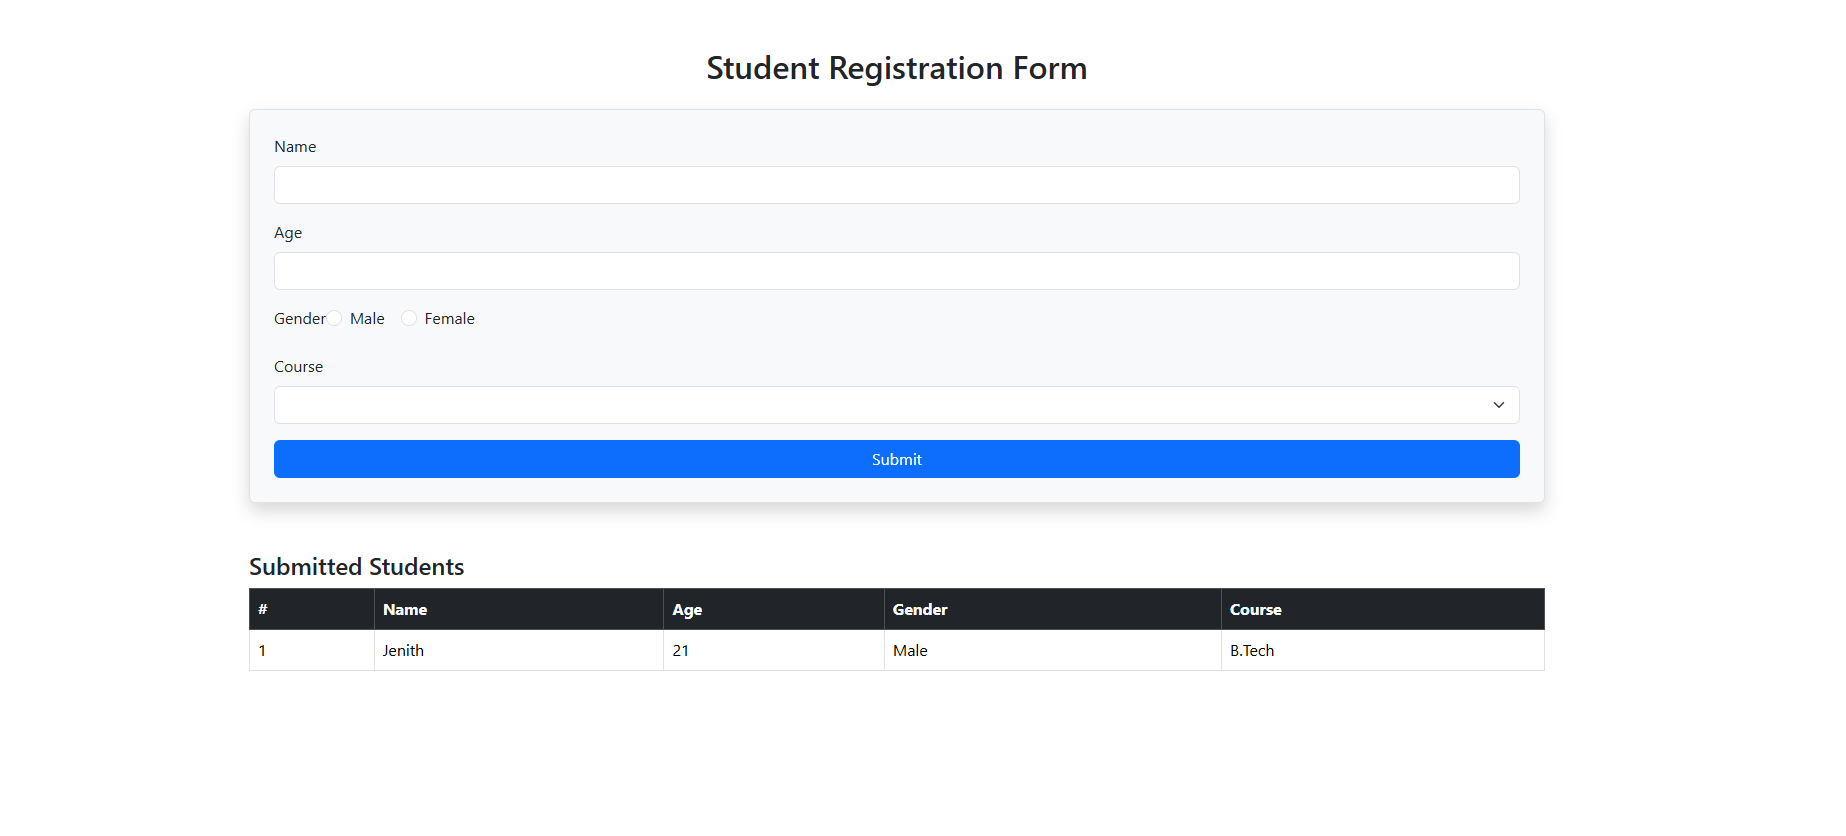 Student Registration Form
Name
Age
Gender Male Female
Course
Submit
Submitted Students
# Name Age Gender Course
1 Jenith 21 Male B.Tech